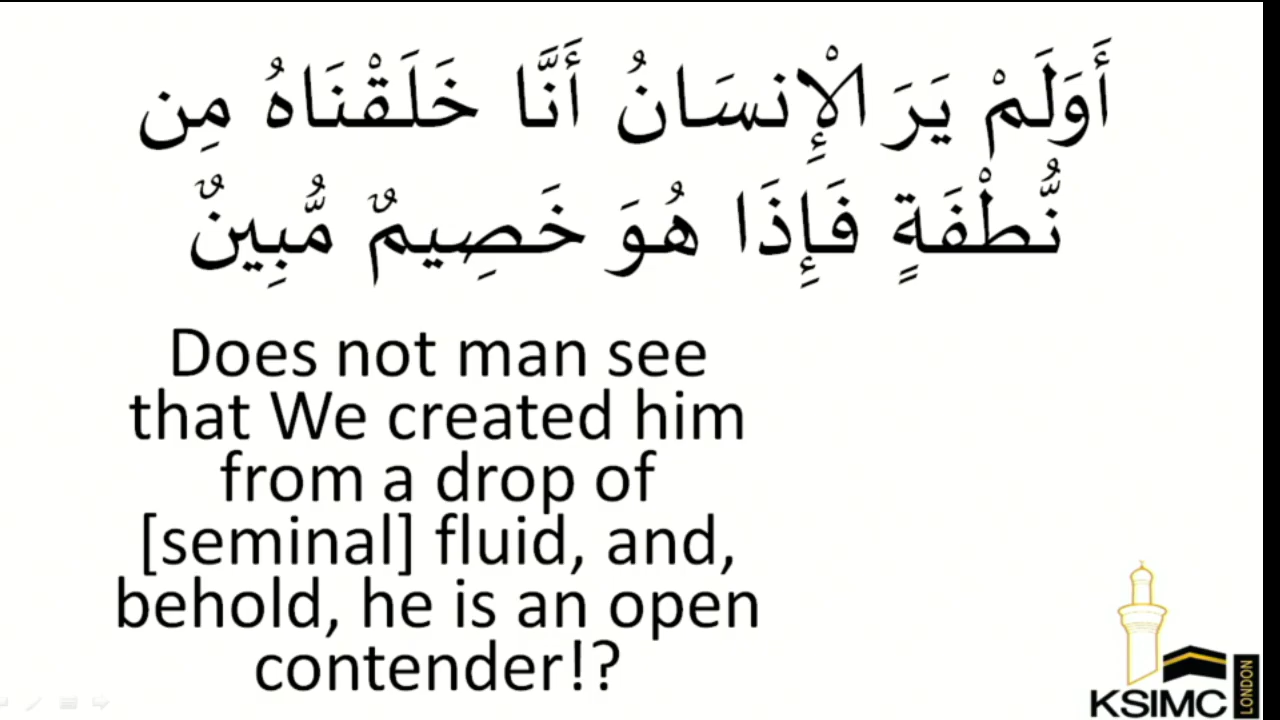 أَوَلَمْ يَرَ الْإِنسَانُ أَنَّا خَلَقْنَاهُ مِن
نُّطْفَةٍ فَإِذَا هُوَ خَصِيمٌ مُّبِينٌ
Does not man see
that We created him
from a drop of
[seminal] fluid, and,
behold, he is an open
contender!?
KSIMC
LONDON